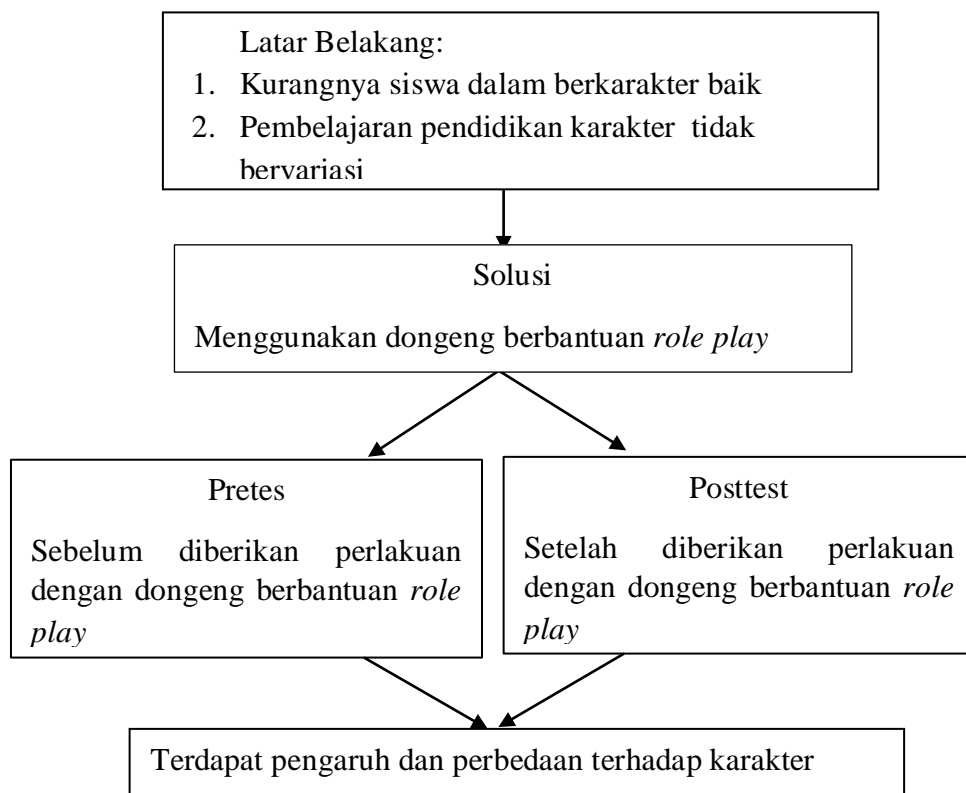 Latar Belakang:
1. Kurangnya siswa dalam berkarakter baik
2. Pembelajaran pendidikan karakter tidak
bervariasi
Solusi
Menggunakan dongeng berbantuan role play
Pretes
Sebelum diberikan perlakuan
dengan dongeng berbantuan role
play
Posttest
Setelah diberikan perlakuan
dengan dongeng berbantuan role
play
Terdapat pengaruh dan perbedaan terhadap karakter